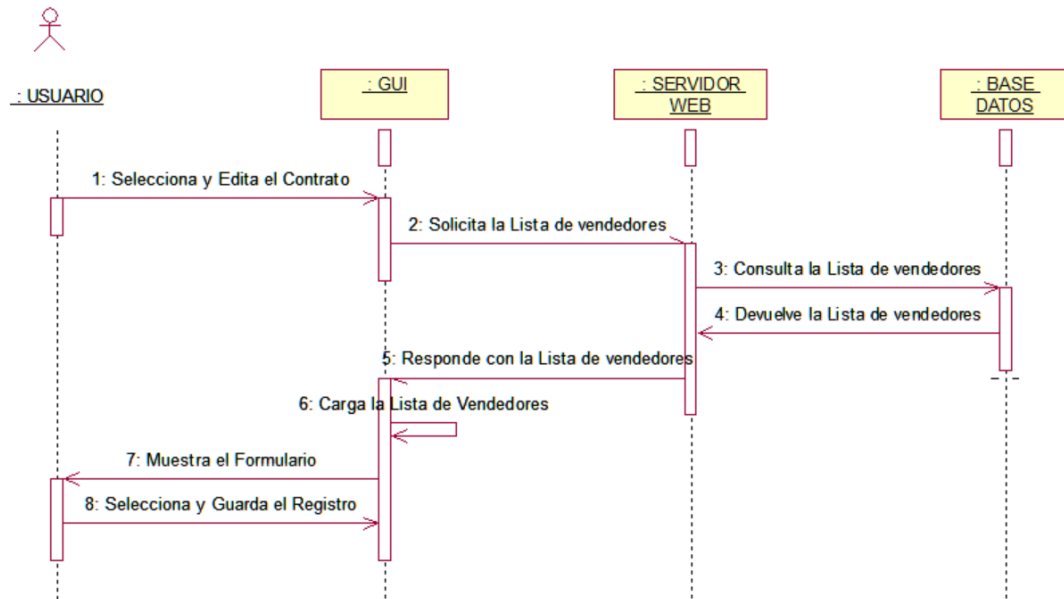 : USUARIO
: GUI
: SERVIDOR
WEB
: BASE
DATOS
1: Selecciona y Edita el Contrato
2: Solicita la Lista de vendedores
3: Consulta la Lista de vendedores
4: Devuelve la Lista de vendedores
5: Responde con la Lista de vendedores
6: Carga la Lista de Vendedores
7: Muestra el Formulario
8: Selecciona y Guarda el Registro